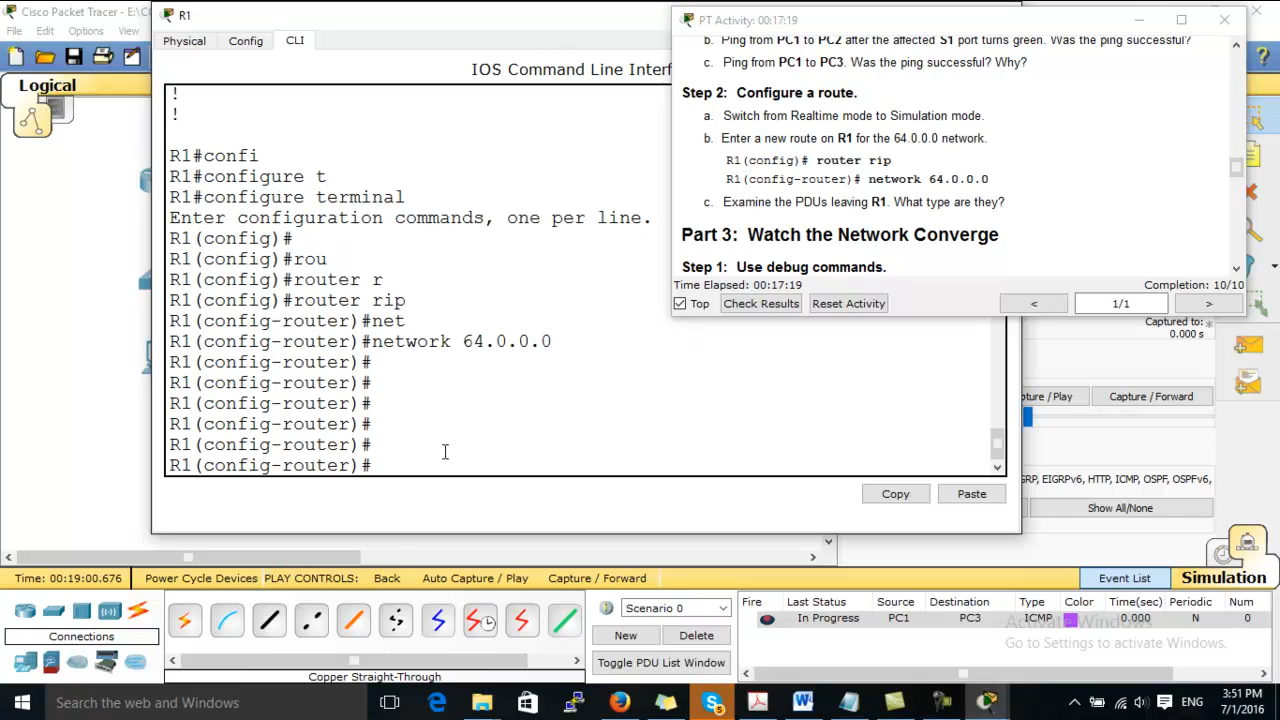 Cisco Packet Tracer - E:\CC
File Edit Options View
Logical
R1
Physical Config CLI
IOS Command Line Interf
!
!
R1#confi
R1#configure t
R1#configure terminal
Enter configuration commands, one per line.
R1(config)#
R1(config)#rou
R1(config)#router r
R1(config)#router rip
R1(config-router)#net
R1(config-router)#network 64.0.0.0
R1(config-router)#
R1(config-router)#
R1(config-router)#
R1(config-router)#
R1(config-router)#
R1(config-router)#
Copy Paste
PT Activity: 00:17:19
b. Ping from PC1 to PC2 after the affected S1 port turns green. Was the ping successful?
c. Ping from PC1 to PC3. Was the ping successful? Why?
Step 2: Configure a route.
a. Switch from Realtime mode to Simulation mode.
b. Enter a new route on R1 for the 64.0.0.0 network.
R1(config)# router rip
R1(config-router)# network 64.0.0.0
c. Examine the PDUs leaving R1. What type are they?
Part 3: Watch the Network Converge
Step 1: Use debug commands.
Time Elapsed: 00:17:19 Completion: 10/10
Top Check Results Reset Activity < 1/1 >
Captured to:
0.000 s
pture / Play Capture / Forward
GRP, EIGRPv6, HTTP, ICMP, OSPF, OSPFv6,
Show All/None
Time: 00:19:00.676 Power Cycle Devices PLAY CONTROLS: Back Auto Capture / Play Capture / Forward Event List Simulation
Connections
Copper Straight-Through
Scenario 0
New Delete
Toggle PDU List Window
Fire Last Status Source Destination Type Color Time(sec) Periodic Num
In Progress PC1 PC3 ICMP 0.000 N 0
Activate Windows
Go to Settings to activate Windows.
Search the web and Windows
5
ENG
3:51 PM
7/1/2016